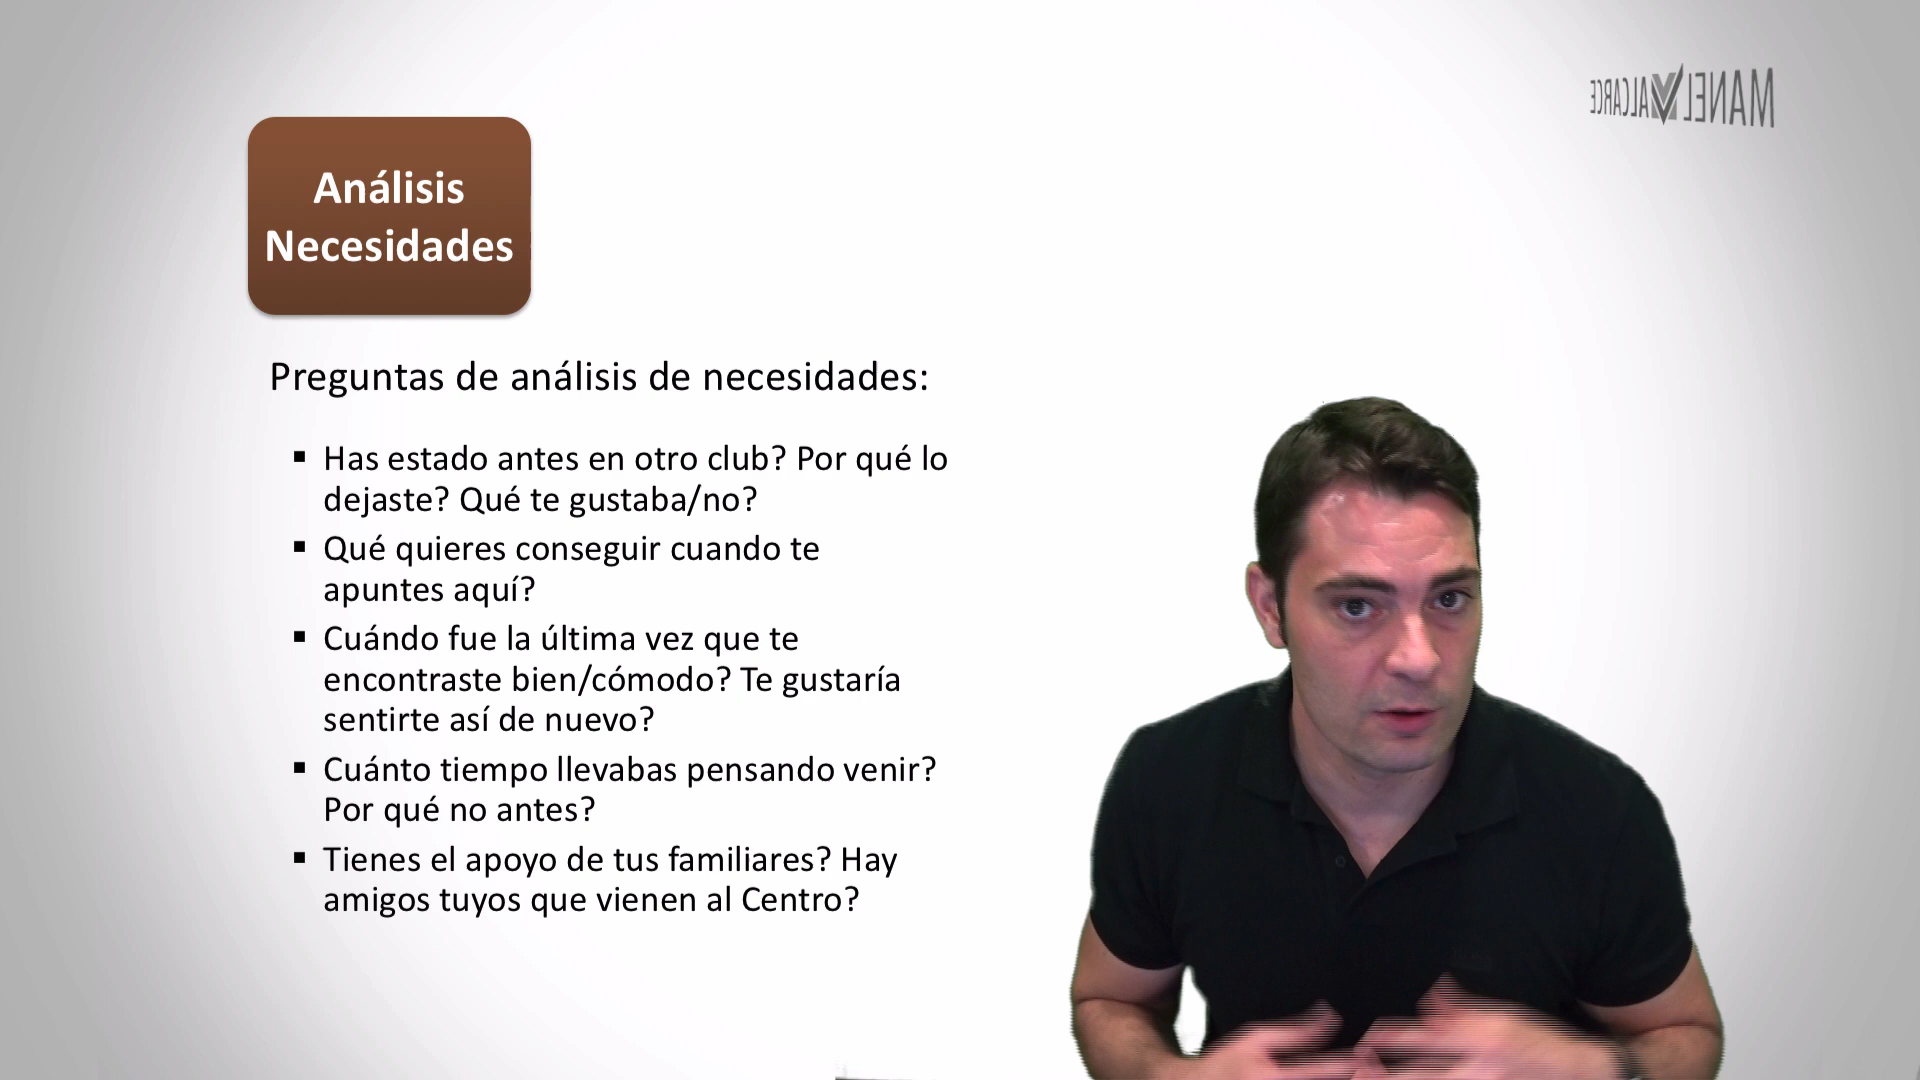 MANEL VALCARCE
Análisis
Necesidades
Preguntas de análisis de necesidades:
▪ Has estado antes en otro club? Por qué lo
dejaste? Qué te gustaba/no?
▪ Qué quieres conseguir cuando te
apuntes aquí?
▪ Cuándo fue la última vez que te
encontraste bien/cómodo? Te gustaría
sentirte así de nuevo?
▪ Cuánto tiempo llevabas pensando venir?
Por qué no antes?
▪ Tienes el apoyo de tus familiares? Hay
amigos tuyos que vienen al Centro?